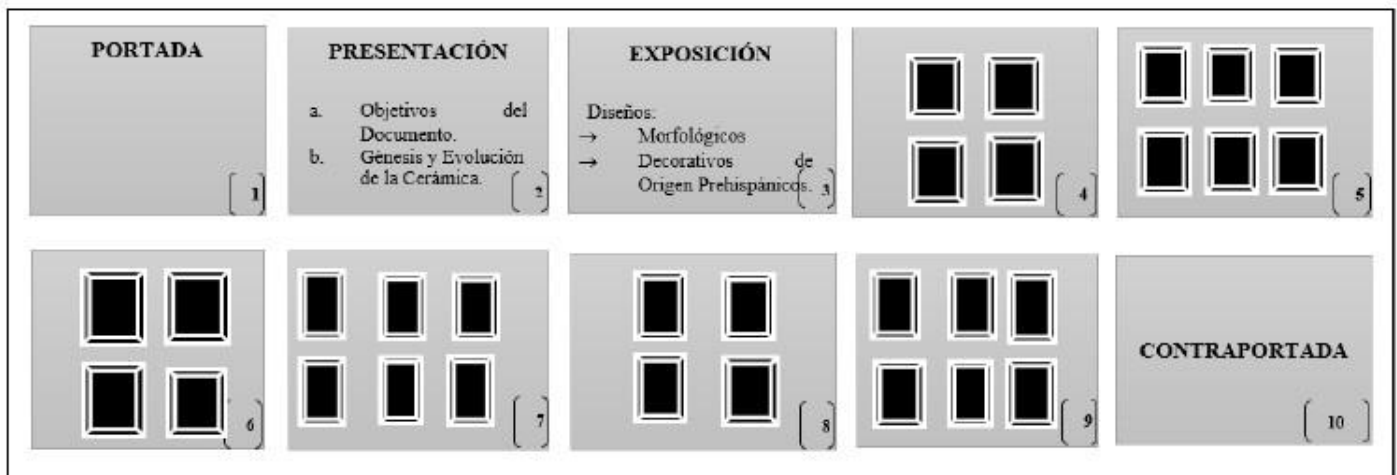 PORTADA
1
PRESENTACIÓN
a. Objetivos del
Documento.
b. Génesis y Evolución
de la Cerámica.
2
EXPOSICIÓN
Diseños:
→ Morfológicos
→ Decorativos de
Origen Prehispánicos.
3
4
5
6
7
8
9
CONTRAPORTADA
10